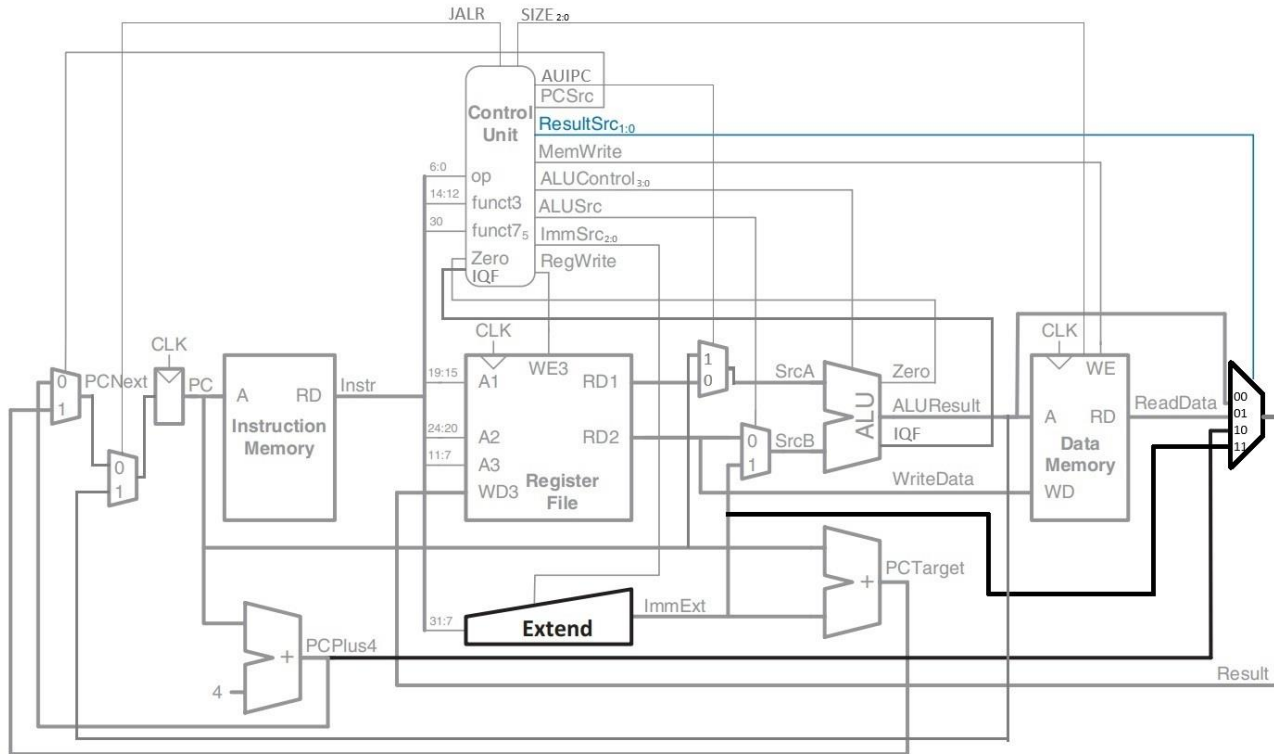 JALR
SIZE 2:0
AUIPC
PCSrc
Control
Unit
ResultSrc1:0
MemWrite
6:0
op
ALUControl3:0
14:12
funct3
ALUSrc
30
funct75
ImmSrc2:0
Zero
RegWrite
IQF
CLK
CLK
CLK
0
1
PCNext
PC
A
RD
Instr
Instruction
Memory
0
1
19:15
A1
WE3
RD1
24:20
A2
RD2
11:7
A3
WD3
Register
File
1
0
SrcA
0
1
SrcB
ALU
Zero
ALUResult
IQF
WE
A
RD
ReadData
Data
Memory
WriteData
WD
00
01
10
11
PCTarget
+
ImmExt
31:7
Extend
PCPlus4
+
4
Result